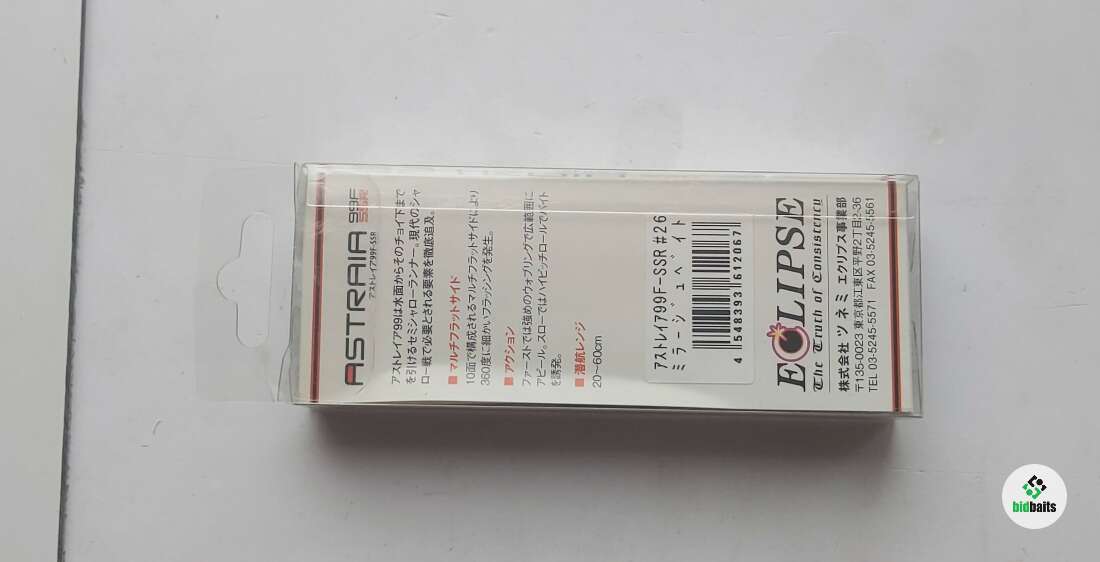 ASTRAIA 99F SSR
アストレイア99F-SSR
アストレイア99は水面からそのチョイ下まで
を引けるセミシャローランナー。現代のシャ
ロー戦で必要とされる要素を徹底追及。
■ マルチフラットサイド
10面で構成されるマルチフラットサイドにより
360度に細かいフラッシングを発生。
■ アクション
ファーストでは強めのウォブリングで広範囲に
アピール。スローではハイピッチロールでバイト
を誘発。
■ 潜航レンジ
20〜60cm
アストレイア99F-SSR #26
ミラージュベイト
4 548393 612067
ECLIPSE
The Truth of Consistency
株式会社 ツネミ エクリプス事業部
〒135-0023 東京都江東区平野2丁目2-36
TEL 03-5245-5571 FAX 03-5245-5561
bidbaits